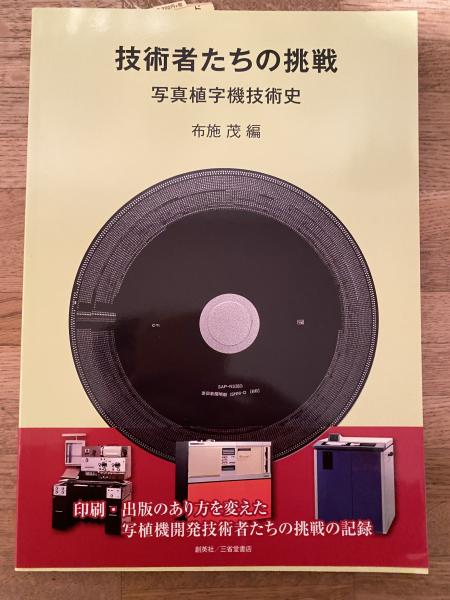 技術者たちの挑戦
写真植字機技術史
布施 茂 編
SAP-N5353
印刷・出版のあり方を変えた
写植機開発技術者たちの挑戦の記録
創英社／三省堂書店